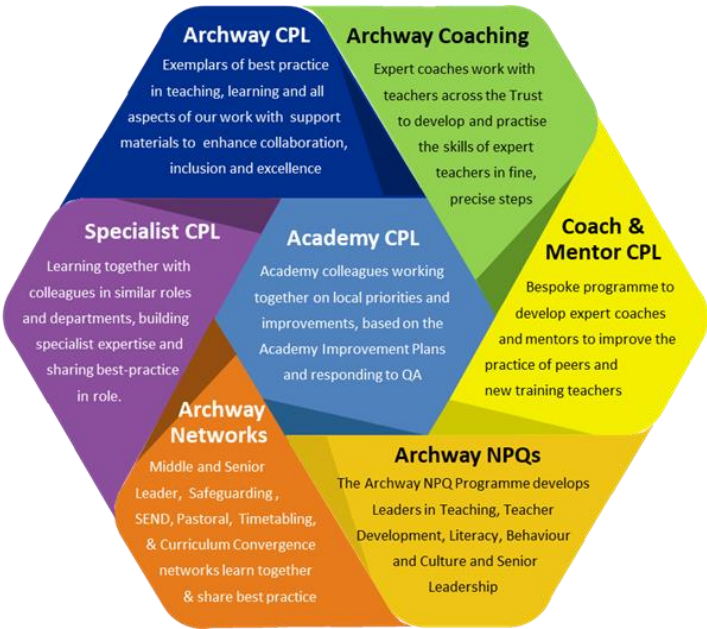 Archway CPL
Exemplars of best practice
in teaching, learning and all
aspects of our work with support
materials to enhance collaboration,
inclusion and excellence
Archway Coaching
Expert coaches work with
teachers across the Trust
to develop and practise
the skills of expert
teachers in fine,
precise steps
Specialist CPL
Learning together with
colleagues in similar roles
and departments, building
specialist expertise and
sharing best-practice
in role.
Academy CPL
Academy colleagues working
together on local priorities and
improvements, based on the
Academy Improvement Plans
and responding to QA
Coach &
Mentor CPL
Bespoke programme to
develop expert coaches
and mentors to improve the
practice of peers and
new training teachers
Archway
Networks
Middle and Senior
Leader, Safeguarding,
SEND, Pastoral, Timetabling,
& Curriculum Convergence
networks learn together
& share best practice
Archway NPQs
The Archway NPQ Programme develops
Leaders in Teaching, Teacher
Development, Literacy, Behaviour
and Culture and Senior
Leadership